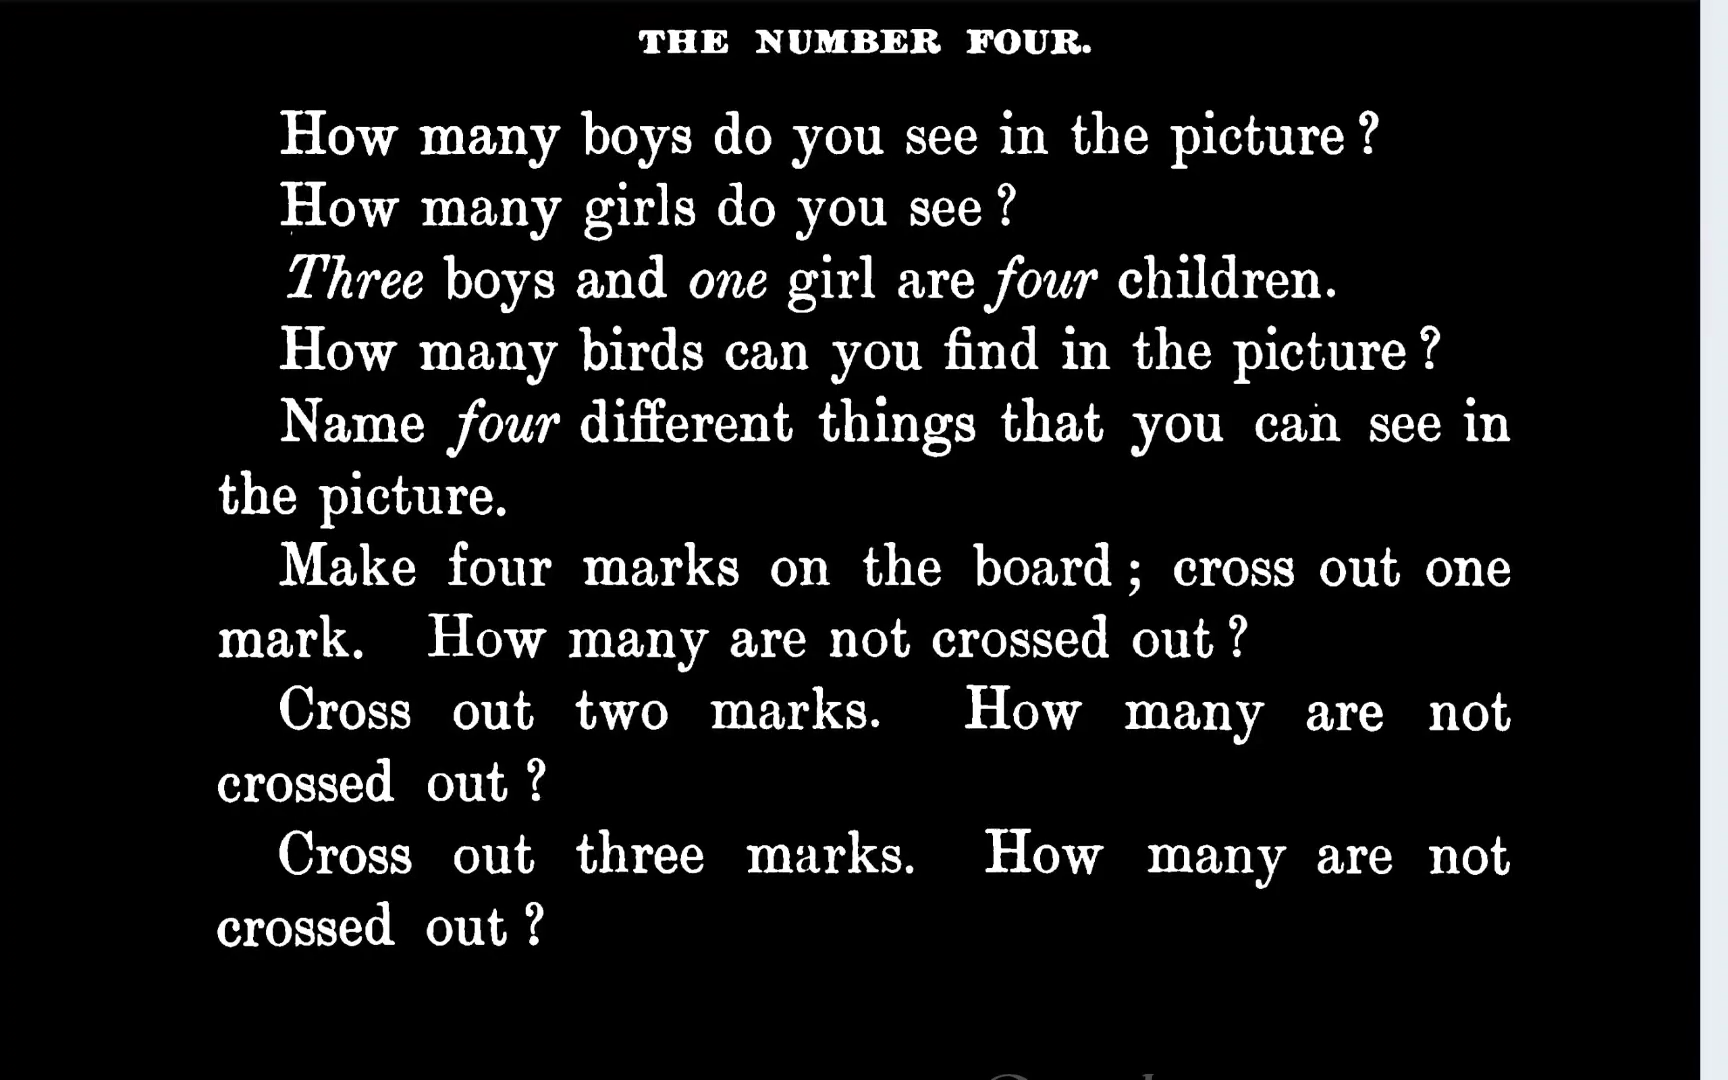 THE NUMBER FOUR.
How many boys do you see in the picture?
How many girls do you see?
Three boys and one girl are four children.
How many birds can you find in the picture?
Name four different things that you can see in
the picture.
Make four marks on the board; cross out one
mark. How many are not crossed out?
Cross out two marks. How many are not
crossed out?
Cross out three marks. How many are not
crossed out?